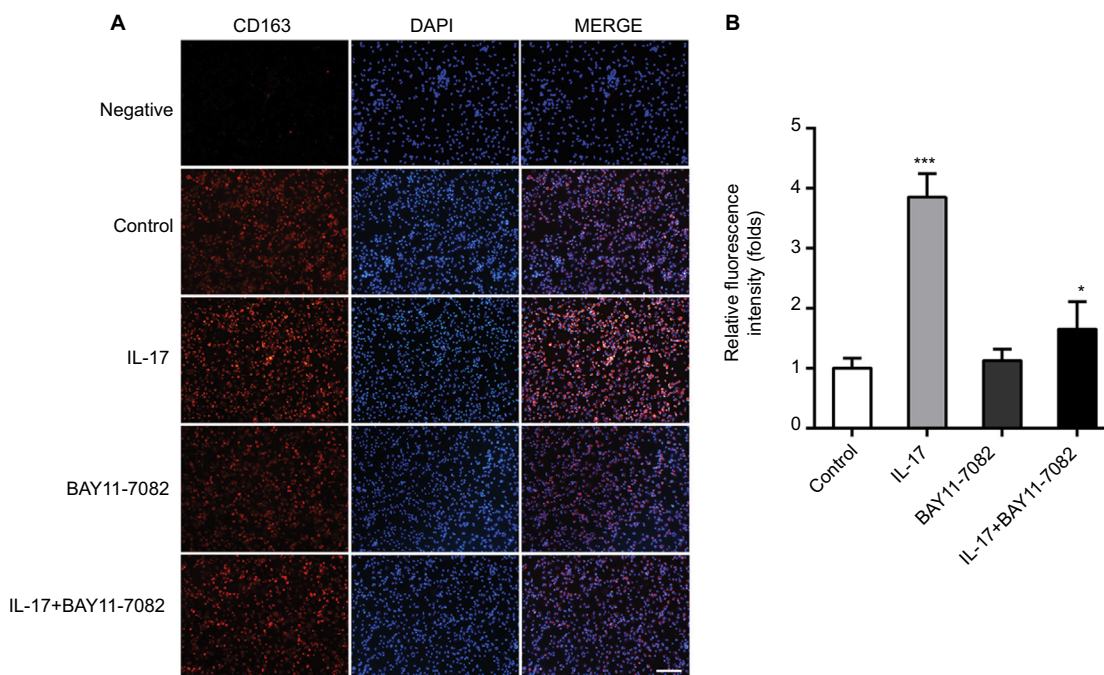 A
CD163
DAPI
MERGE
Negative
Control
IL-17
BAY11-7082
IL-17+BAY11-7082
B
Relative fluorescence
intensity (folds)
5
4
3
2
1
0
***
*
Control
IL-17
BAY11-7082
IL-17+BAY11-7082